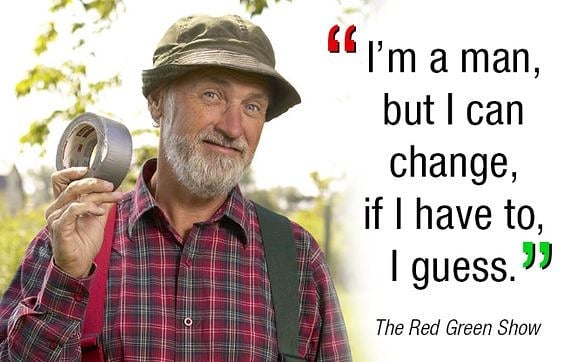 “I’m a man,
but I can
change,
if I have to,
I guess.”
The Red Green Show